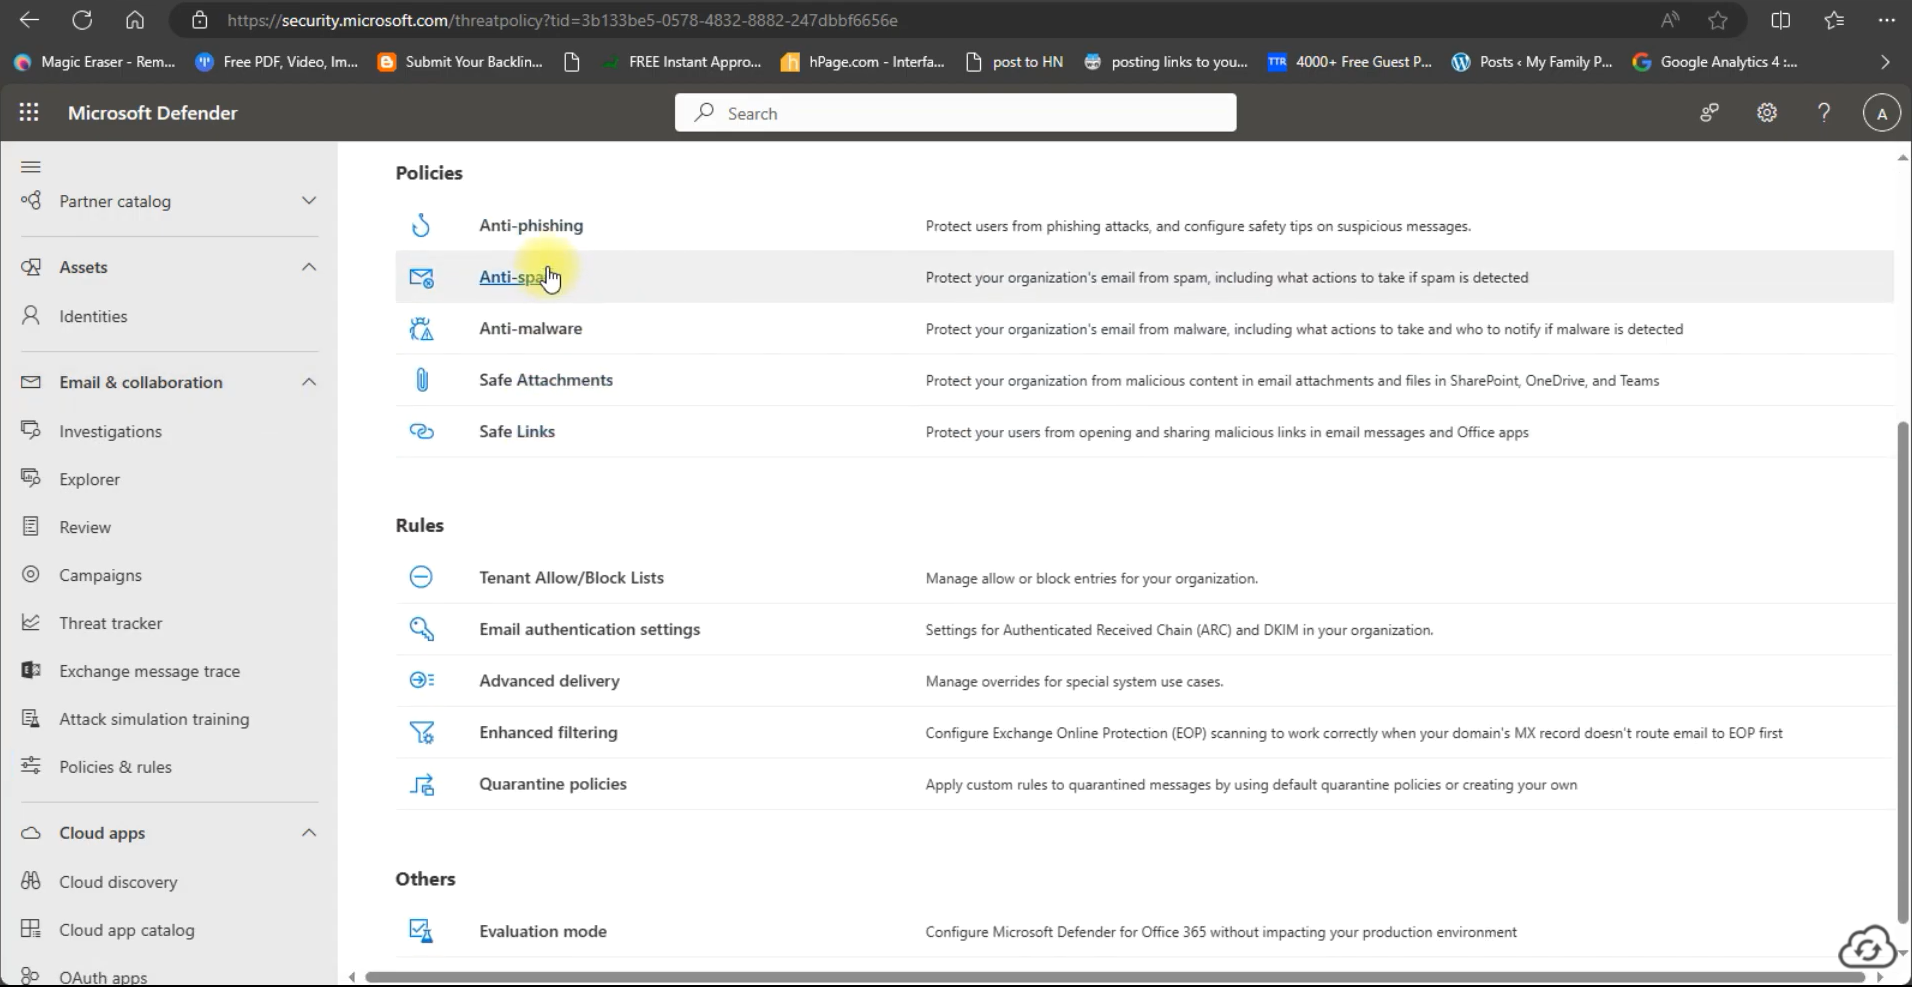 https://security.microsoft.com/threatpolicy?tid=3b133be5-0578-4832-8882-247dbbf6656e
Magic Eraser - Rem...
Free PDF, Video, Im...
Submit Your Backlin...
FREE Instant Appro...
hPage.com - Interfa...
post to HN
posting links to you...
4000+ Free Guest P...
Posts ‹ My Family P...
Google Analytics 4 :...
Microsoft Defender
Search
A
Partner catalog
Assets
Identities
Email & collaboration
Investigations
Explorer
Review
Campaigns
Threat tracker
Exchange message trace
Attack simulation training
Policies & rules
Cloud apps
Cloud discovery
Cloud app catalog
OAuth apps
Policies
Anti-phishing
Protect users from phishing attacks, and configure safety tips on suspicious messages.
Anti-spa
Protect your organization's email from spam, including what actions to take if spam is detected
Anti-malware
Protect your organization's email from malware, including what actions to take and who to notify if malware is detected
Safe Attachments
Protect your organization from malicious content in email attachments and files in SharePoint, OneDrive, and Teams
Safe Links
Protect your users from opening and sharing malicious links in email messages and Office apps
Rules
Tenant Allow/Block Lists
Manage allow or block entries for your organization.
Email authentication settings
Settings for Authenticated Received Chain (ARC) and DKIM in your organization.
Advanced delivery
Manage overrides for special system use cases.
Enhanced filtering
Configure Exchange Online Protection (EOP) scanning to work correctly when your domain's MX record doesn't route email to EOP first
Quarantine policies
Apply custom rules to quarantined messages by using default quarantine policies or creating your own
Others
Evaluation mode
Configure Microsoft Defender for Office 365 without impacting your production environment